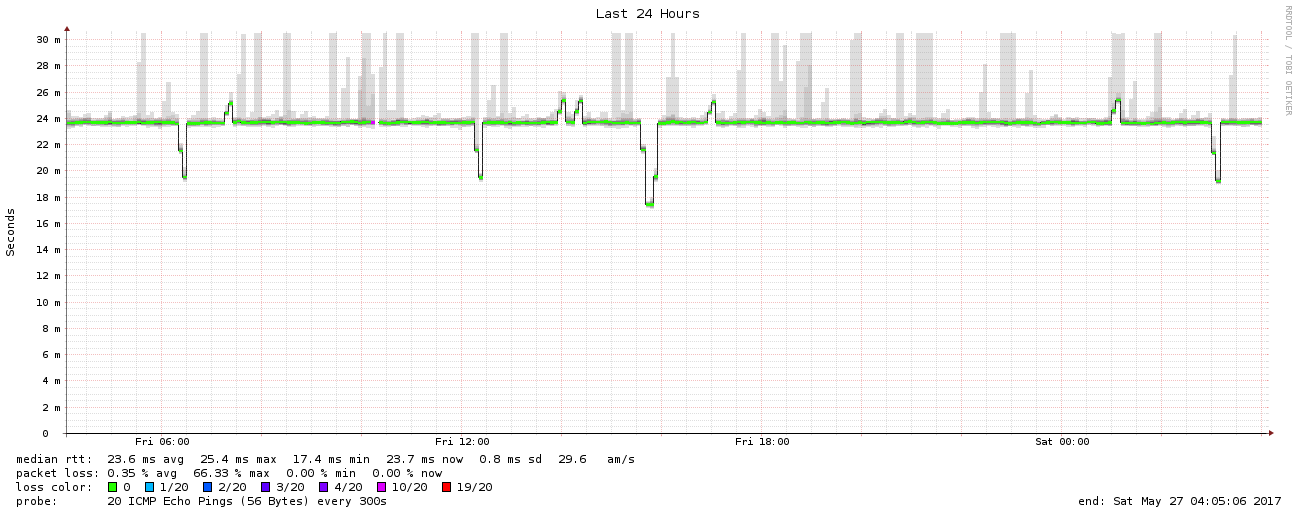 Last 24 Hours
RRDTOOL / TOBI OETIKER
Seconds
30 m
28 m
26 m
24 m
22 m
20 m
18 m
16 m
14 m
12 m
10 m
8 m
6 m
4 m
2 m
0
Fri 06:00 Fri 12:00 Fri 18:00 Sat 00:00
median rtt: 23.6 ms avg 25.4 ms max 17.4 ms min 23.7 ms now 0.8 ms sd 29.6 am/s
packet loss: 0.35 % avg 66.33 % max 0.00 % min 0.00 % now
loss color: 0 1/20 2/20 3/20 4/20 10/20 19/20
probe: 20 ICMP Echo Pings (56 Bytes) every 300s end: Sat May 27 04:05:06 2017